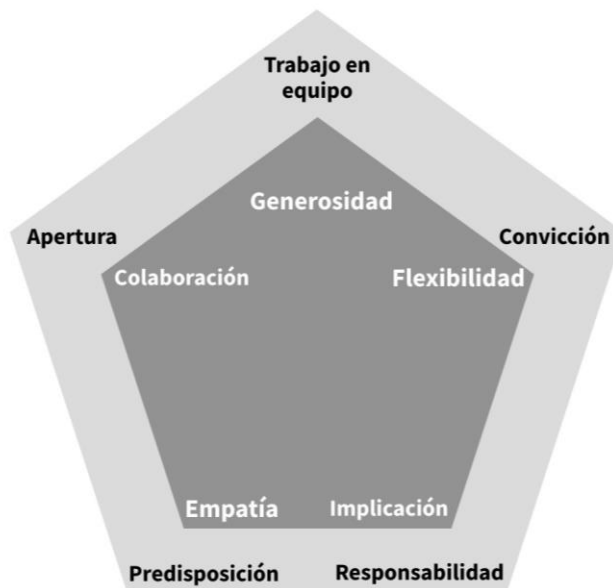 Trabajo en
equipo
Generosidad
Apertura
Convicción
Colaboración
Flexibilidad
Empatía
Implicación
Predisposición
Responsabilidad